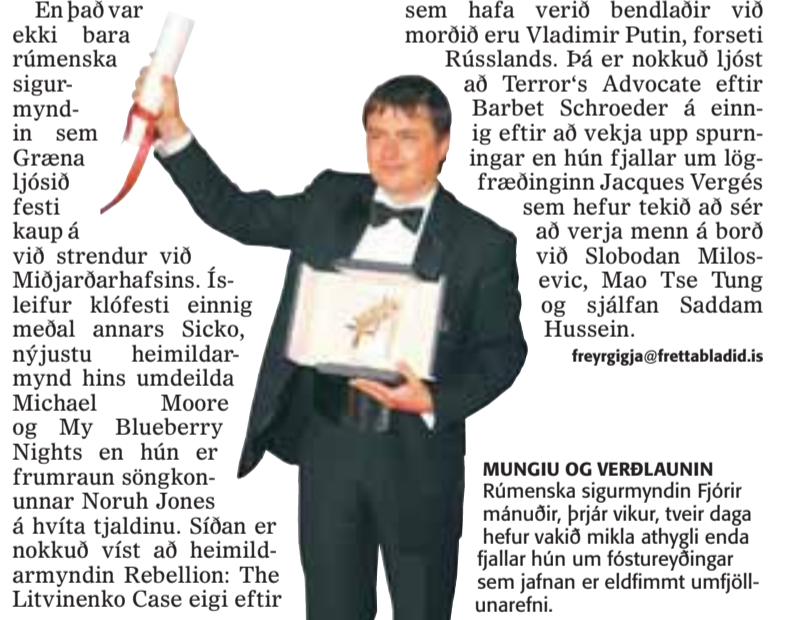 En það var
ekki bara
rúmenska
sigur-
mynd-
in sem
Græna
ljósið
festi
kaup á
við strendur við
Miðjarðarhafsins. Ís-
leifur klófesti einnig
meðal annars Sicko,
nýjustu heimildar-
mynd hins umdeilda
Michael Moore
og My Blueberry
Nights en hún er
frumraun söngkon-
unnar Noruh Jones
á hvíta tjaldinu. Síðan er
nokkuð víst að heimild-
armyndin Rebellion: The
Litvinenko Case eigi eftir
sem hafa verið bendlaðir við
morðið eru Vladimir Putin, forseti
Rússlands. Þá er nokkuð ljóst
að Terror‘s Advocate eftir
Barbet Schroeder á einn-
ig eftir að vekja upp spurn-
ingar en hún fjallar um lög-
fræðinginn Jacques Vergés
sem hefur tekið að sér
að verja menn á borð
við Slobodan Milos-
evic, Mao Tse Tung
og sjálfan Saddam
Hussein.
freyrgigja@frettabladid.is
MUNGIU OG VERÐLAUNIN
Rúmenska sigurmyndin Fjórir
mánuðir, þrjár vikur, tveir daga
hefur vakið mikla athygli enda
fjallar hún um fóstureyðingar
sem jafnan er eldfimmt umfjöll-
unarefni.